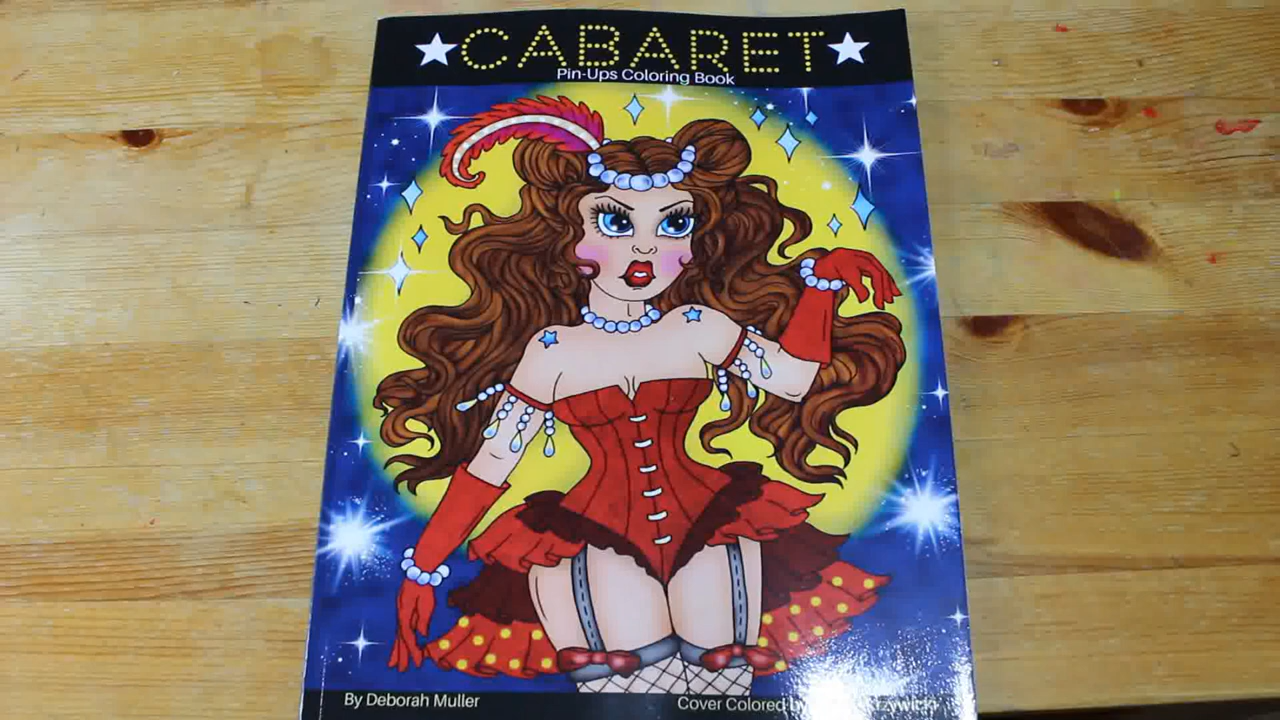 CABARET
Pin-Ups Coloring Book
By Deborah Muller
Cover Colored by